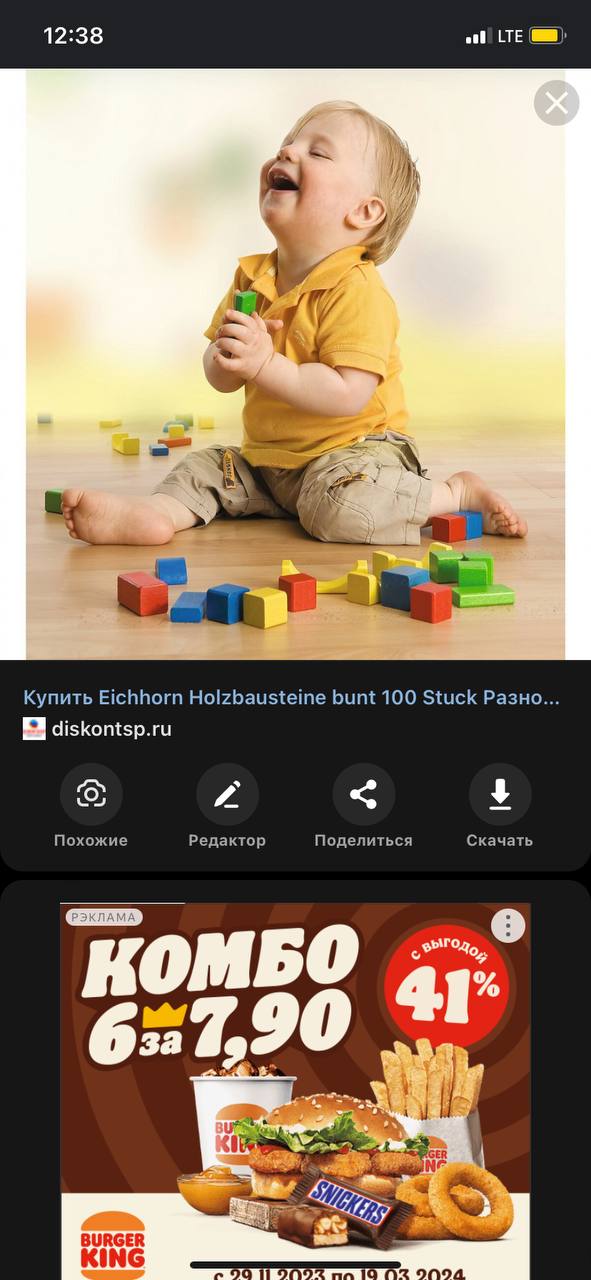 12:38
LTE
Купить Eichhorn Holzbausteine bunt 100 Stuck Разно...
diskontsp.ru
Похожие
Редактор
Поделиться
Скачать
РЭКЛАМА
КОМБО
6 за 7,90
с выгодой
41%
BURGER
KING
SNICKERS
BURGER
KING
с 29.11.2023 по 19.03.2024